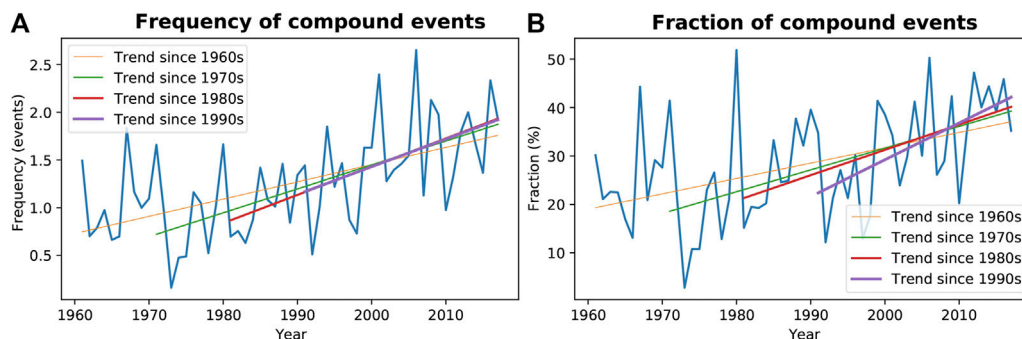 A
Frequency of compound events
Trend since 1960s
Trend since 1970s
Trend since 1980s
Trend since 1990s
Frequency (events)
2.5
2.0
1.5
1.0
0.5
1960 1970 1980 1990 2000 2010
Year
B
Fraction of compound events
Fraction (%)
50
40
30
20
10
Trend since 1960s
Trend since 1970s
Trend since 1980s
Trend since 1990s
1960 1970 1980 1990 2000 2010
Year